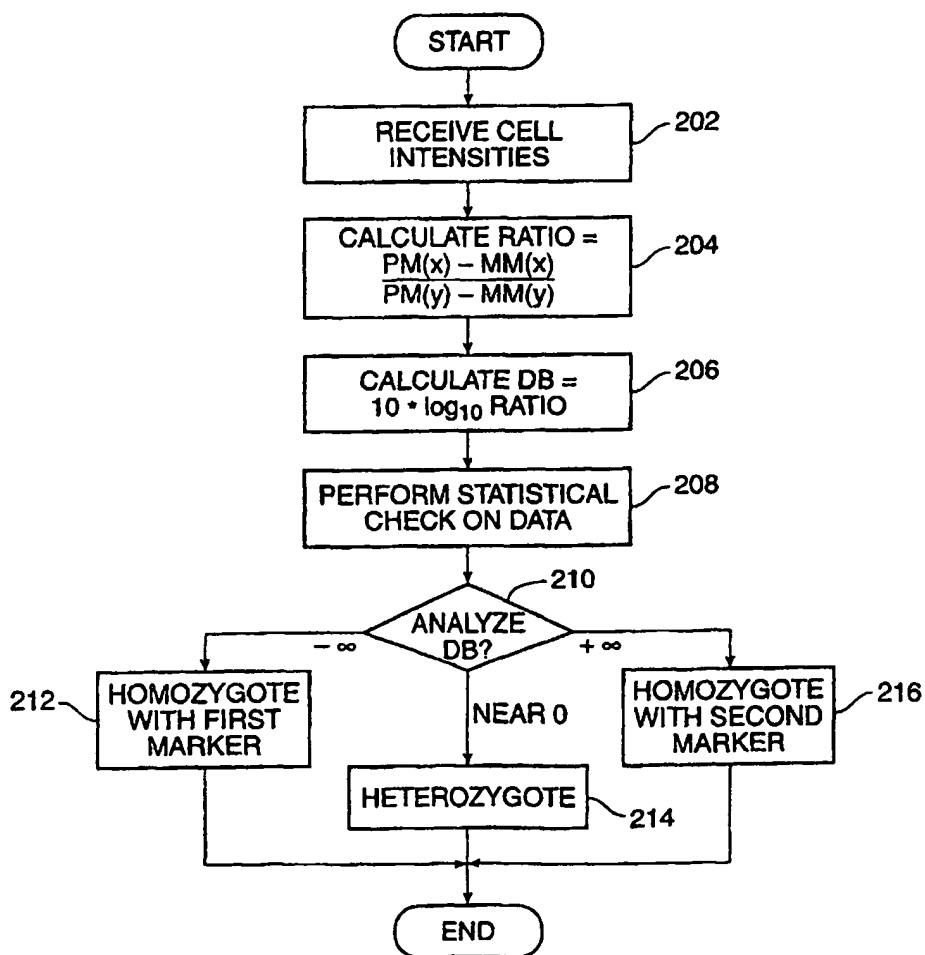 START
RECEIVE CELL
INTENSITIES
202
CALCULATE RATIO =
PM(x) – MM(x)
PM(y) – MM(y)
204
CALCULATE DB =
10 * log₁₀ RATIO
206
PERFORM STATISTICAL
CHECK ON DATA
208
210
ANALYZE
DB?
– ∞
+ ∞
212
HOMOZYGOTE
WITH FIRST
MARKER
NEAR 0
HOMOZYGOTE
WITH SECOND
MARKER
216
HETEROZYGOTE
214
END